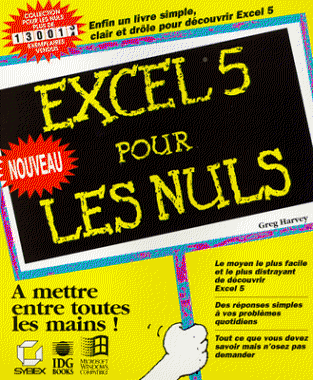 COLLECTION
POUR LES NULS
PLUS DE
EXEMPLAIRES
VENDUS
Enfin un livre simple,
clair et drôle pour découvrir Excel 5
EXCEL 5
POUR
LES NULS
NOUVEAU
Greg Harvey
Le moyen le plus facile
et le plus distrayant
de découvrir
Excel 5
Des réponses simples
à vos problèmes
quotidiens
Tout ce que vous devez
savoir mais n'osez pas
demander
A mettre
entre toutes
les mains !
SYBEX
IDG
BOOKS
MICROSOFT
WINDOWS
COMPATIBLE